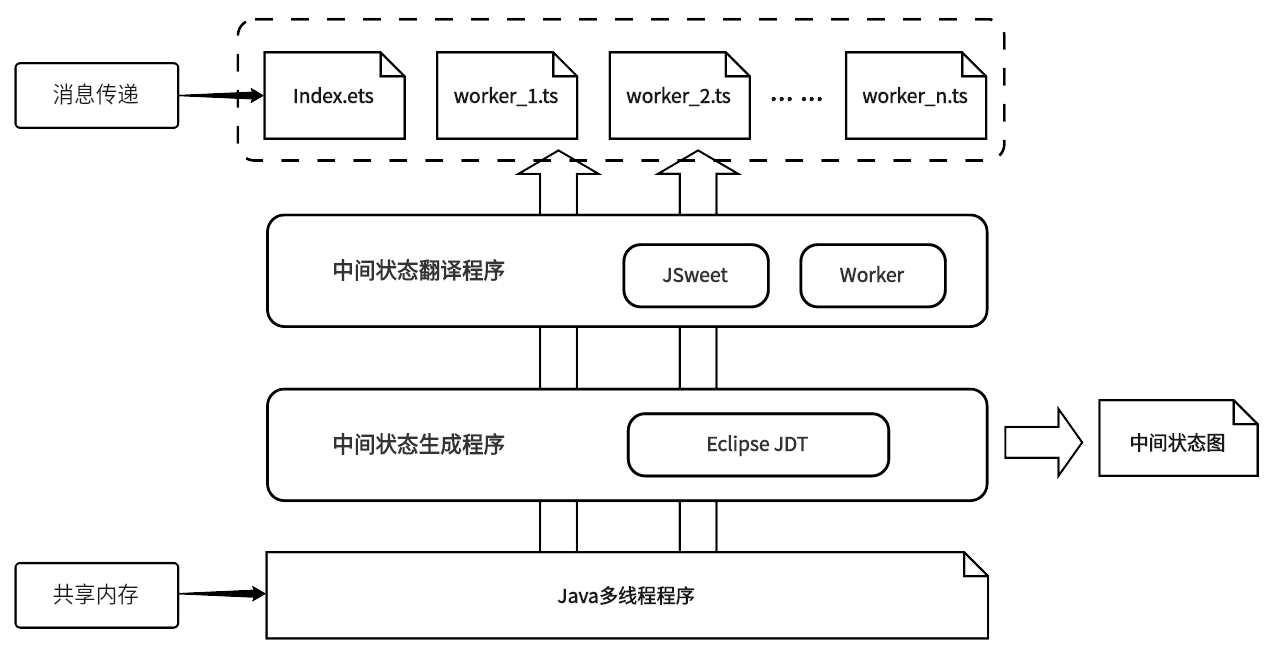 消息传递
Index.ets
worker_1.ts
worker_2.ts
... ...
worker_n.ts
中间状态翻译程序
JSweet
Worker
中间状态生成程序
Eclipse JDT
中间状态图
共享内存
Java多线程程序